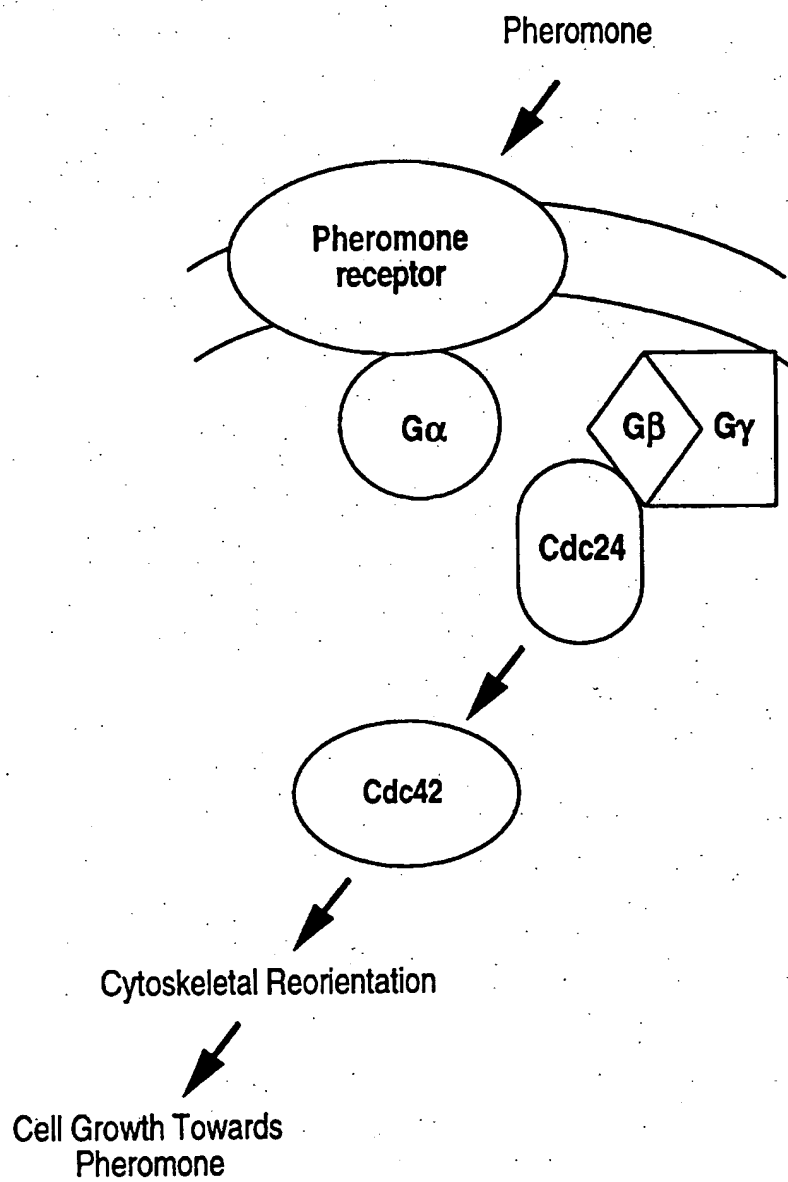 Pheromone
Pheromone
receptor
Gα
Gβ
Gγ
Cdc24
Cdc42
Cytoskeletal Reorientation
Cell Growth Towards
Pheromone